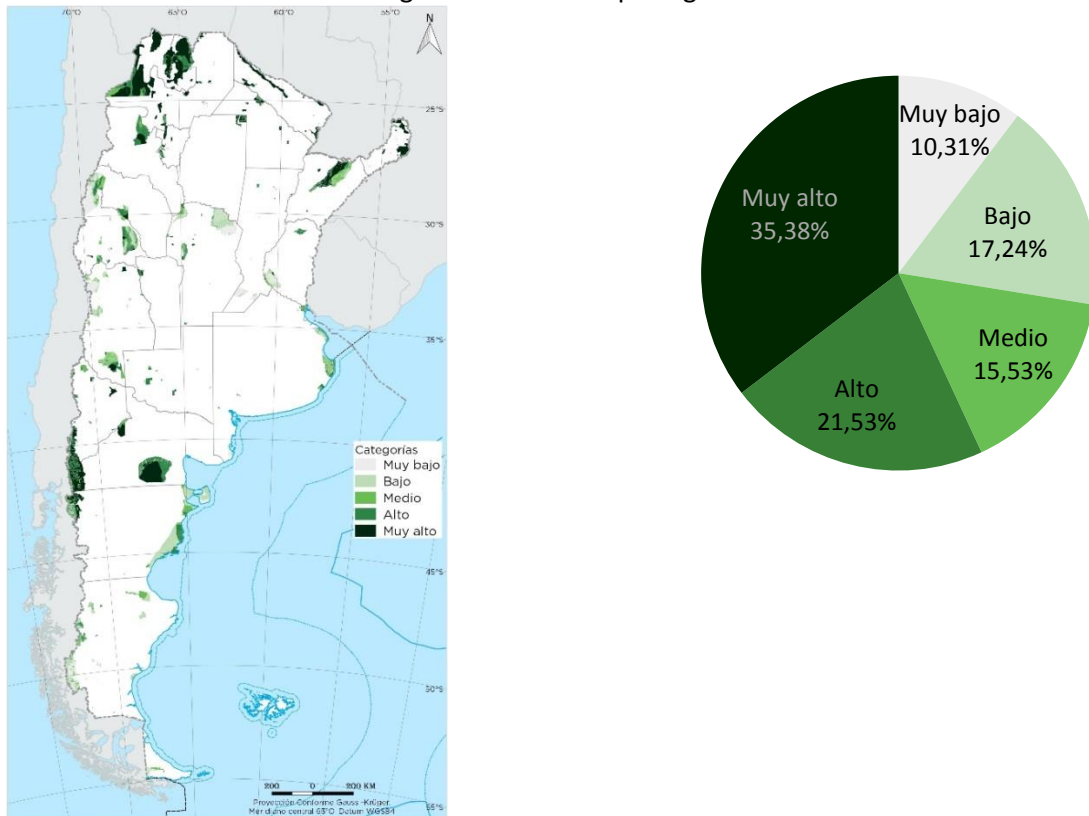 70°O 65°O 60°O 55°O
N
25°S
30°S
35°S
Categorías
Muy bajo
Bajo
Medio
Alto
Muy alto
45°S
50°S
55°S
200 0 200 KM
Proyección Conforme Gauss-Krüger
Meridiano central 63°O Datum WGS84
Muy bajo
10,31%
Bajo
17,24%
Medio
15,53%
Alto
21,53%
Muy alto
35,38%